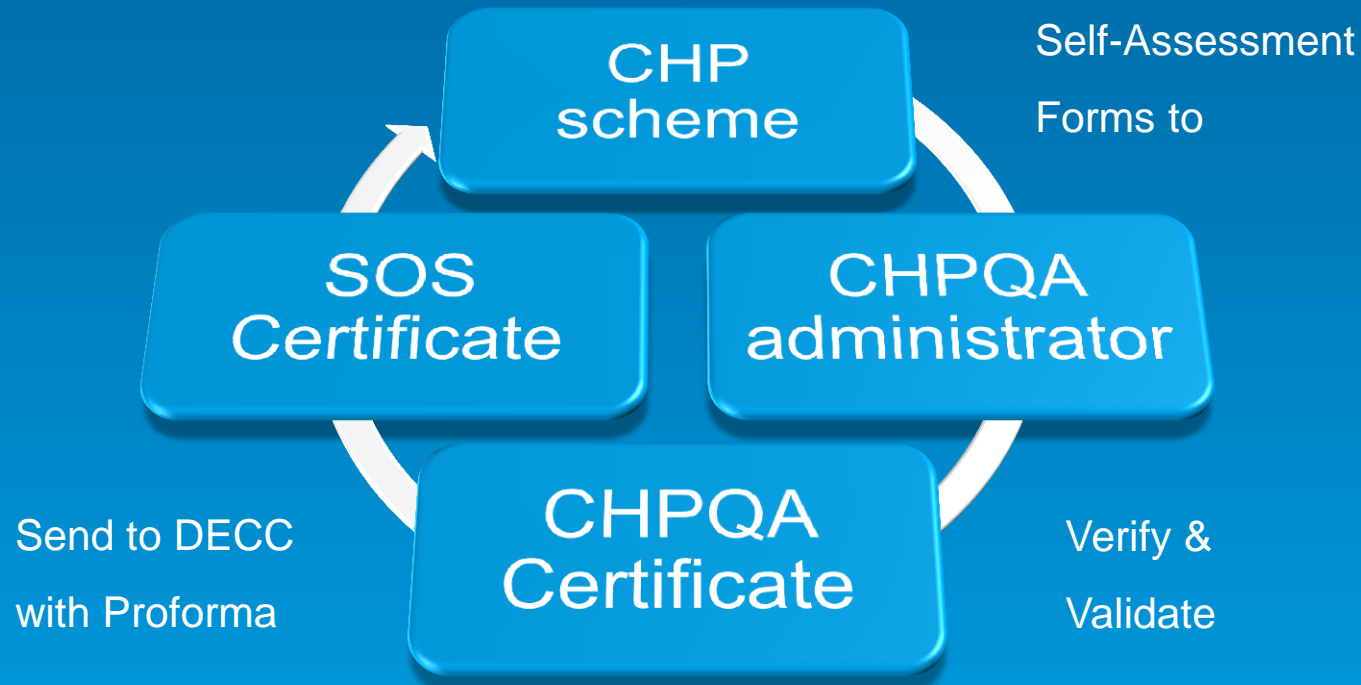 CHP
scheme
Self-Assessment
Forms to
SOS
Certificate
CHPQA
administrator
CHPQA
Certificate
Send to DECC
with Proforma
Verify &
Validate